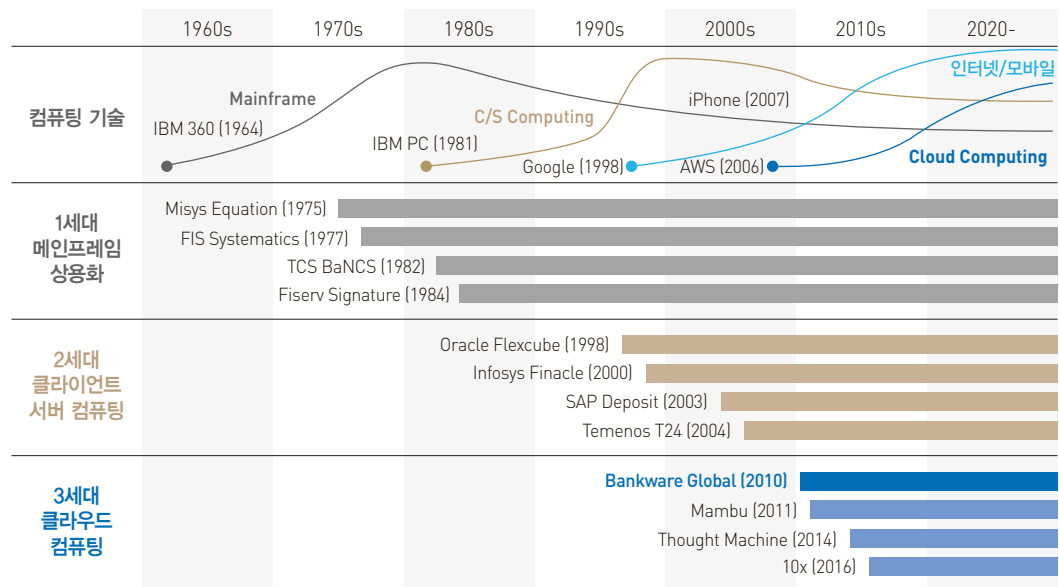 1960s 1970s 1980s 1990s 2000s 2010s 2020-
컴퓨팅 기술
Mainframe
IBM 360 (1964)
C/S Computing
IBM PC (1981)
인터넷/모바일
iPhone (2007)
Google (1998)
AWS (2006)
Cloud Computing
1세대
메인프레임
상용화
Misys Equation (1975)
FIS Systematics (1977)
TCS BaNCS (1982)
Fiserv Signature (1984)
2세대
클라이언트
서버 컴퓨팅
Oracle Flexcube (1998)
Infosys Finacle (2000)
SAP Deposit (2003)
Temenos T24 (2004)
3세대
클라우드
컴퓨팅
Bankware Global (2010)
Mambu (2011)
Thought Machine (2014)
10x (2016)